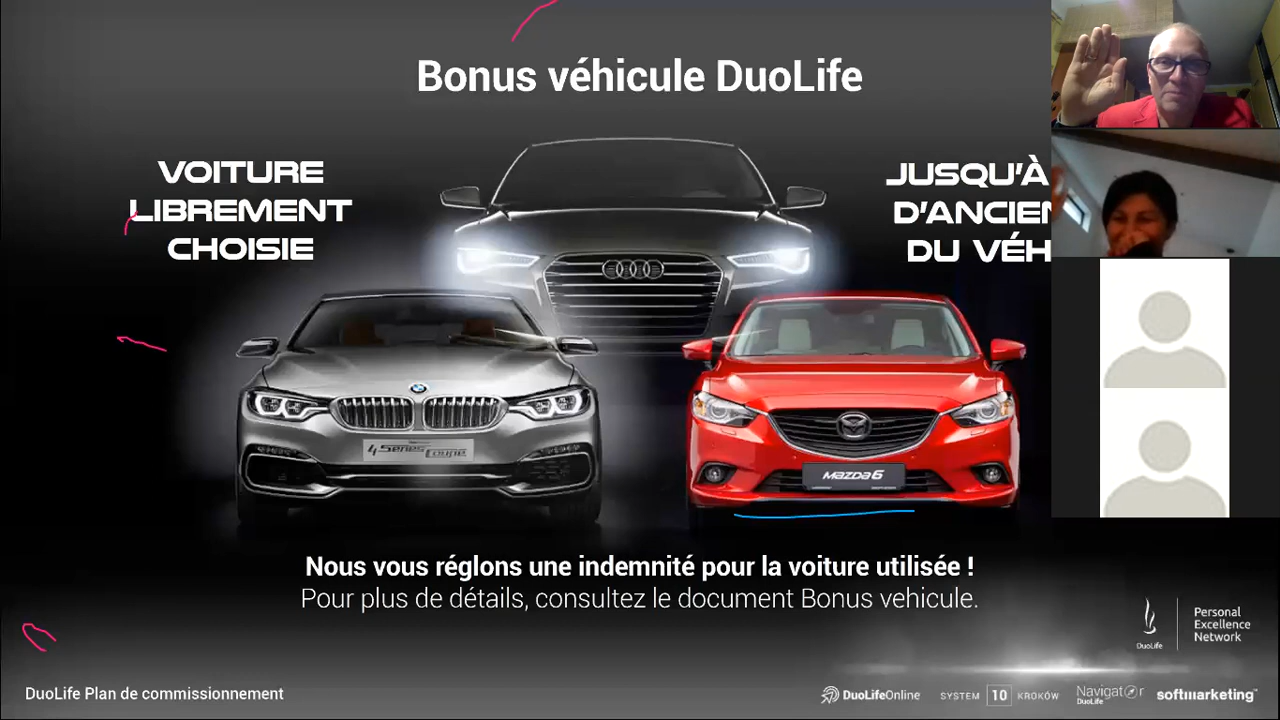 Bonus véhicule DuoLife
VOITURE
LIBREMENT
CHOISIE
JUSQU'À
D'ANCIEN
DU VÉH
4 Series Coupe
mazda 6
Nous vous réglons une indemnité pour la voiture utilisée !
Pour plus de détails, consultez le document Bonus vehicule.
DuoLife
Personal
Excellence
Network
DuoLife Plan de commissionnement
DuoLifeOnline
SYSTEM 10 KROKÓW
Navigator
DuoLife
softmarketing